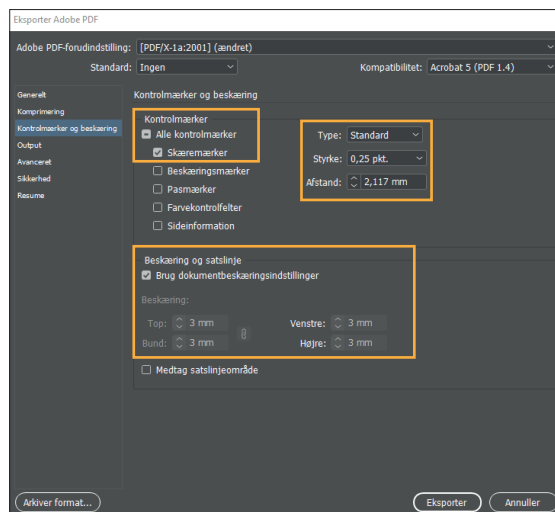 Eksporter Adobe PDF
Adobe PDF-forudindstilling: [PDF/X-1a:2001] (ændret)
Standard: Ingen Kompatibilitet: Acrobat 5 (PDF 1.4)
Generelt
Komprimering
Kontrolmærker og beskæring
Output
Avanceret
Sikkerhed
Resume
Kontrolmærker og beskæring
Kontrolmærker
Alle kontrolmærker
Skæremærker
Beskæringsmærker
Pasmærker
Farvekontrolfelter
Sideinformation
Type: Standard
Styrke: 0,25 pkt.
Afstand: 2,117 mm
Beskæring og satslinje
Brug dokumentbeskæringsindstillinger
Beskæring:
Top: 3 mm Venstre: 3 mm
Bund: 3 mm Højre: 3 mm
Medtag satslinjeområde
Arkiver format... Eksporter Annuller